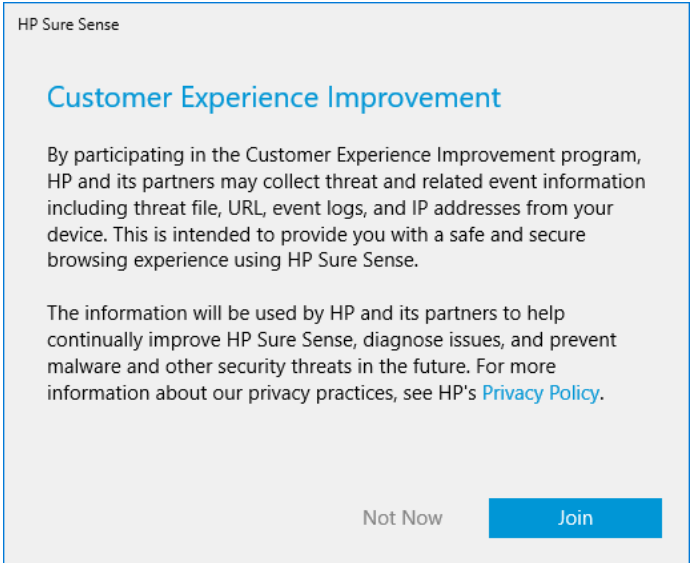 HP Sure Sense
Customer Experience Improvement
By participating in the Customer Experience Improvement program,
HP and its partners may collect threat and related event information
including threat file, URL, event logs, and IP addresses from your
device. This is intended to provide you with a safe and secure
browsing experience using HP Sure Sense.
The information will be used by HP and its partners to help
continually improve HP Sure Sense, diagnose issues, and prevent
malware and other security threats in the future. For more
information about our privacy practices, see HP's Privacy Policy.
Not Now Join